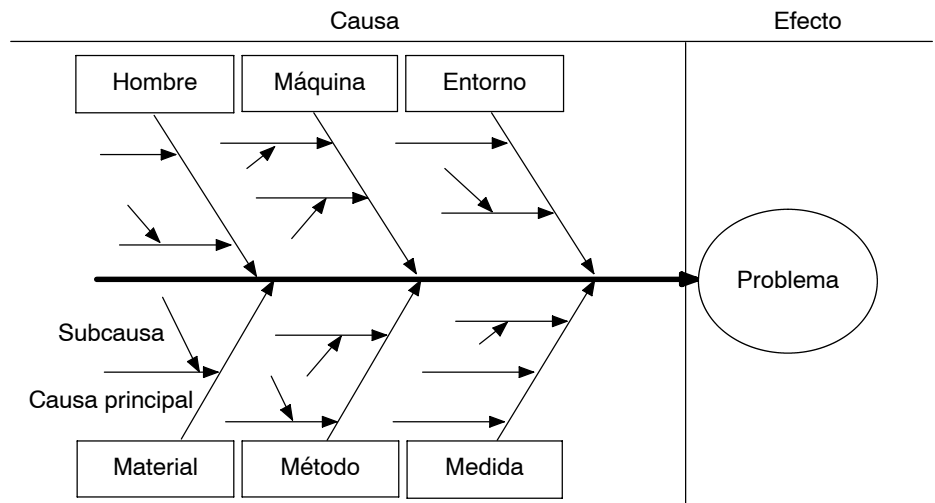 Causa
Efecto
Hombre
Máquina
Entorno
Problema
Subcausa
Causa principal
Material
Método
Medida